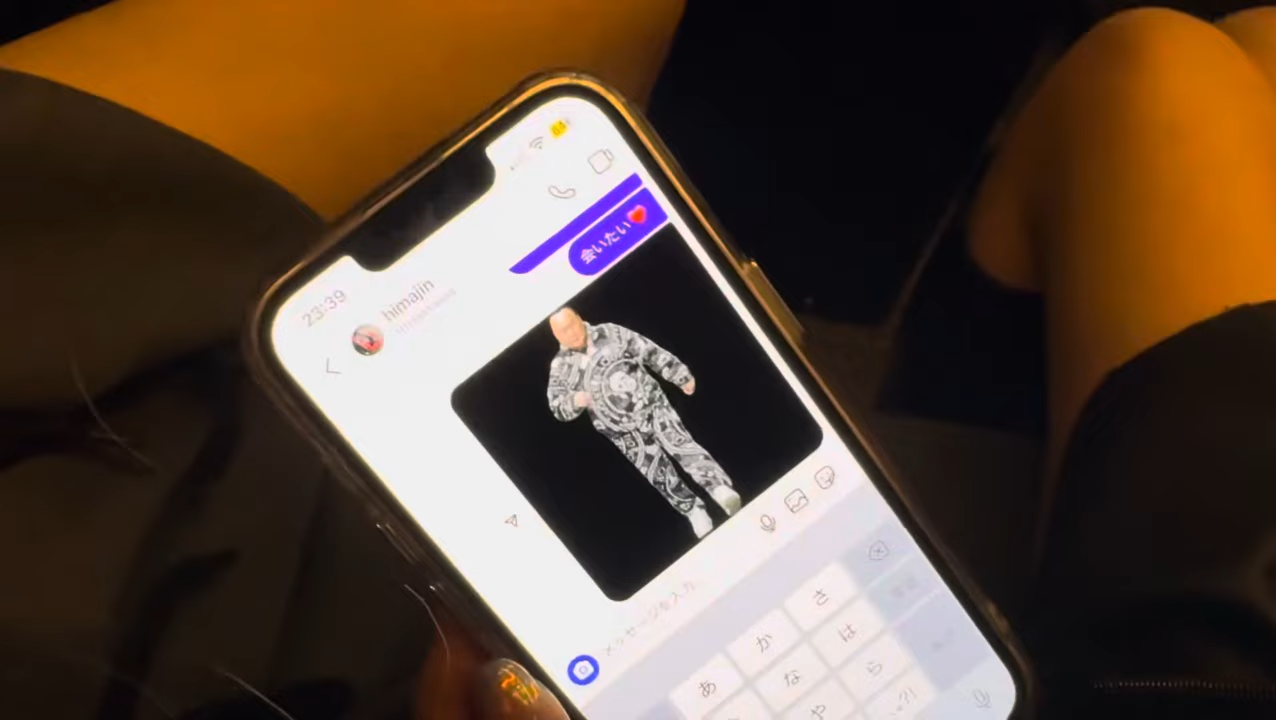 23:39
himajin
会いたい❤️
メッセージを入力
あ
か
さ
な
は
や
ら